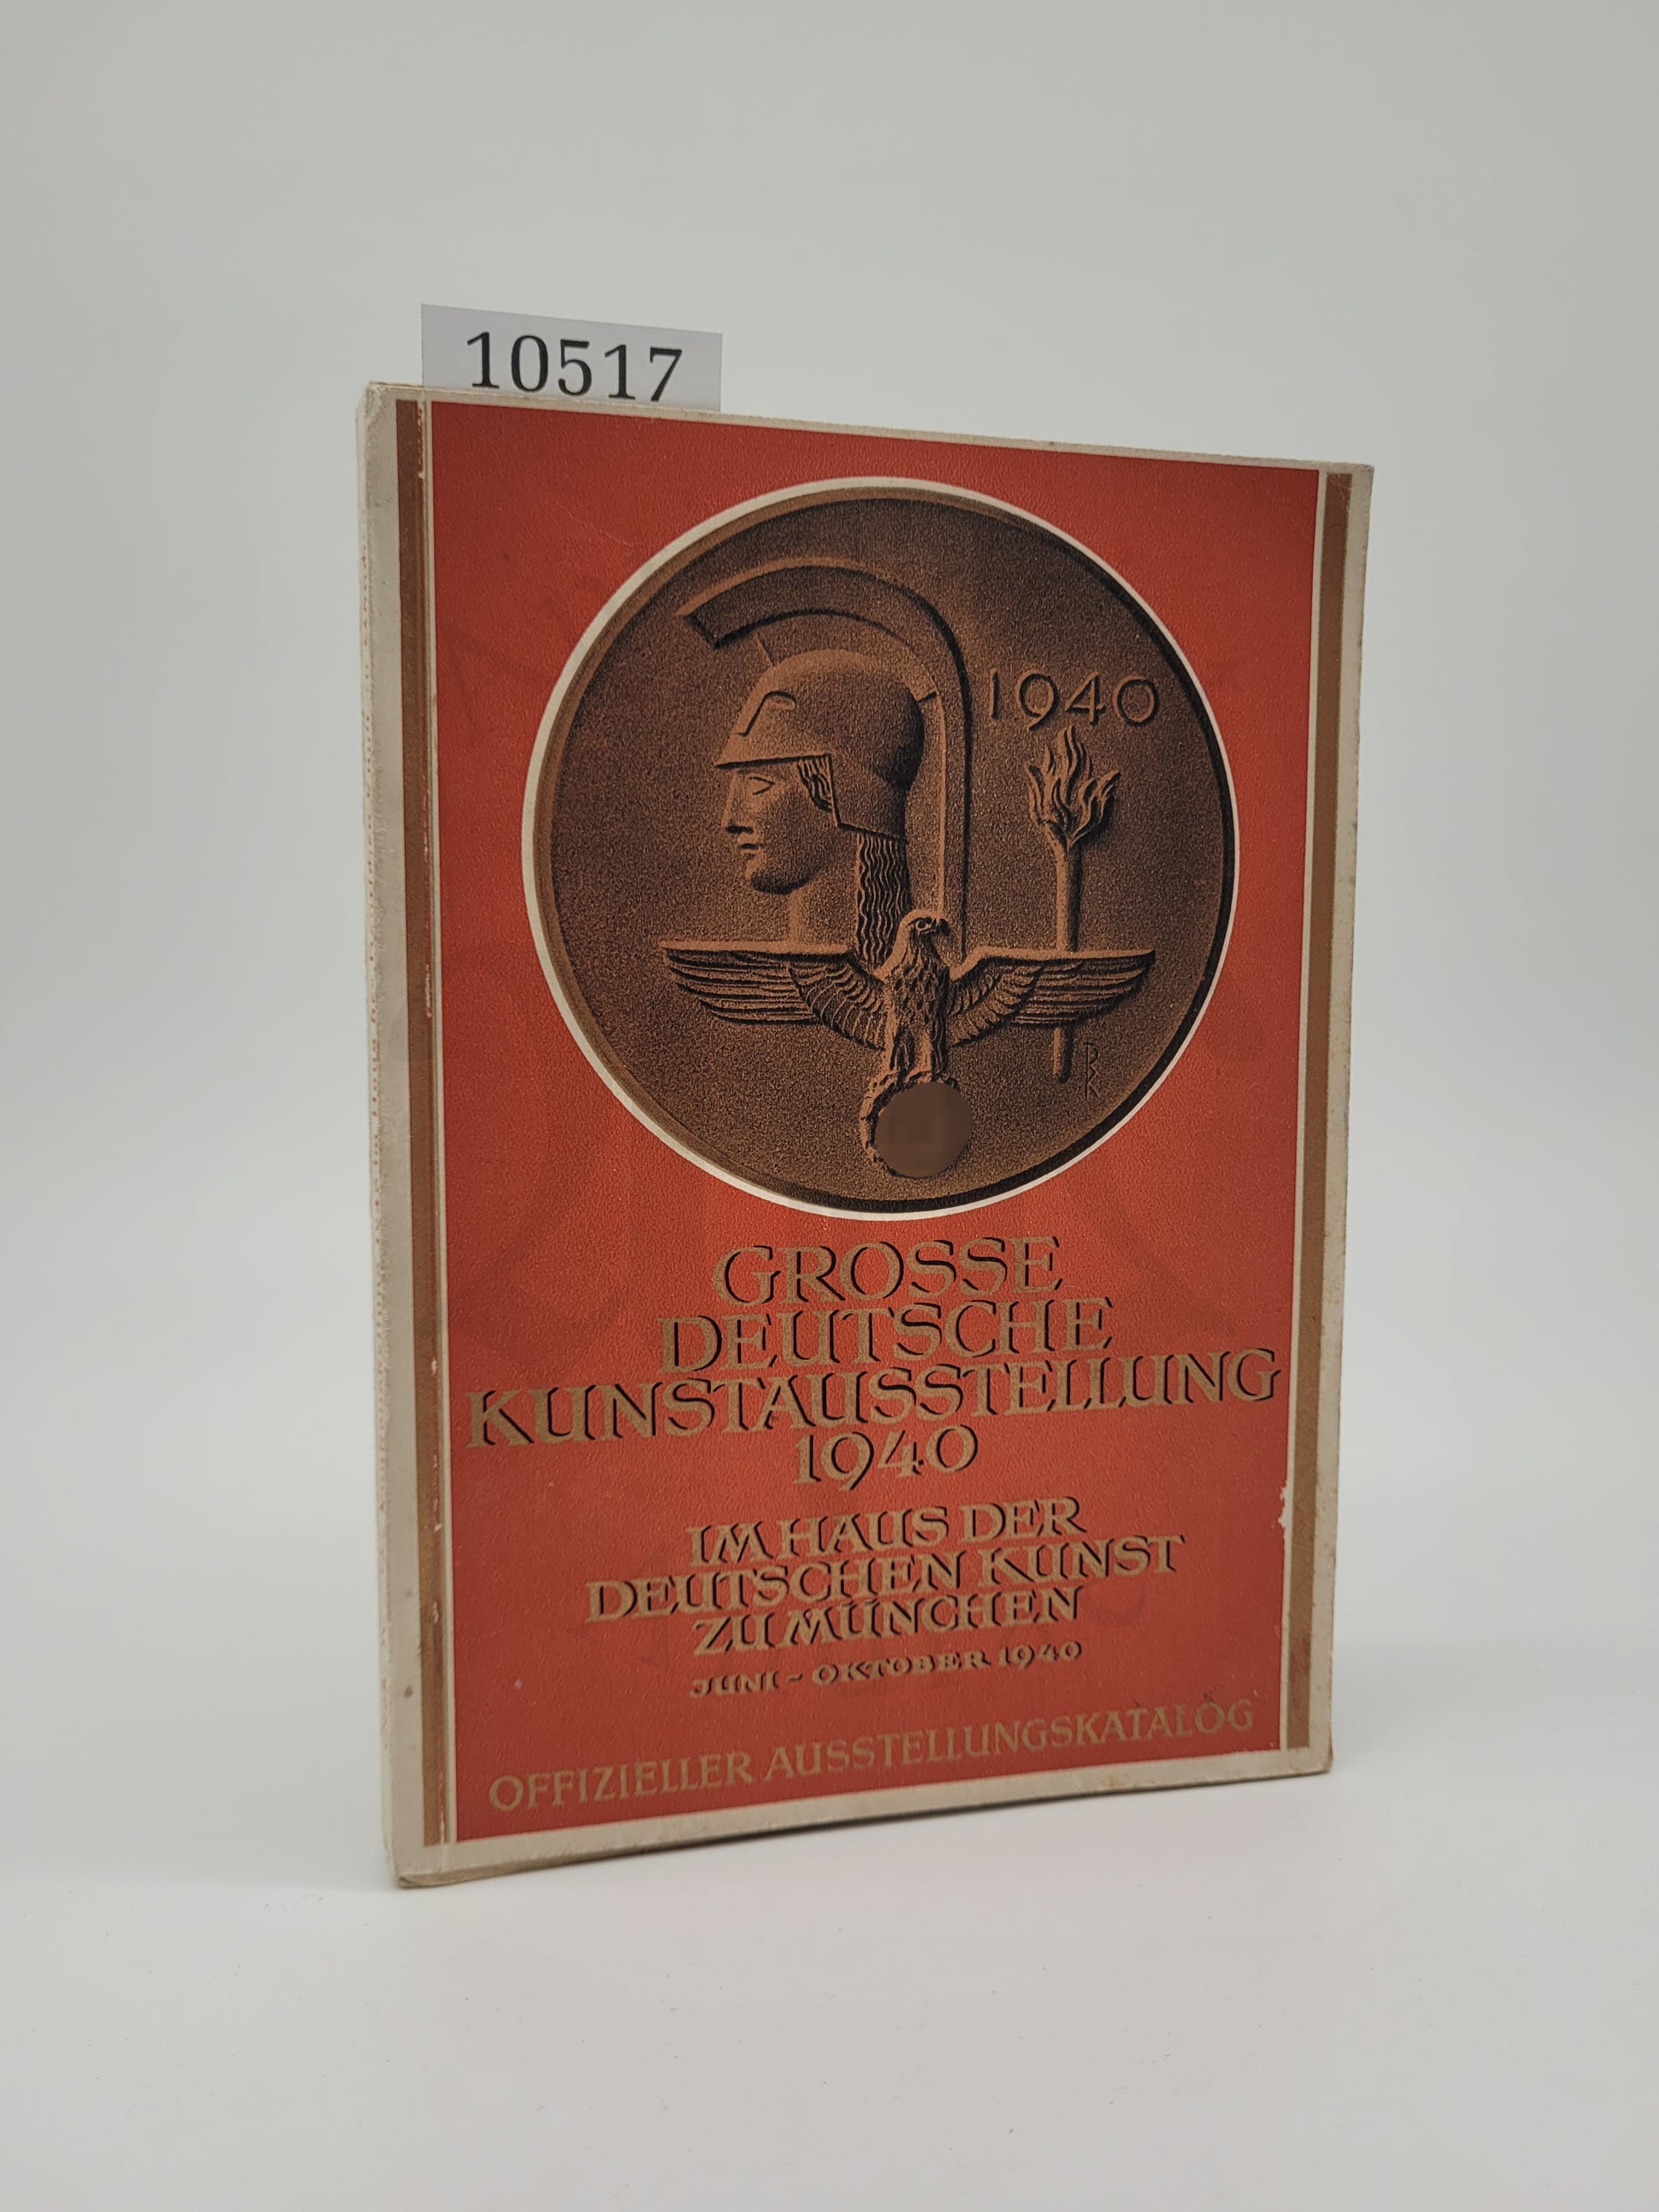 10517
1940
GROSSE
DEUTSCHE
KUNSTAUSSTELLUNG
1940
IM HAUS DER
DEUTSCHEN KUNST
ZU MÜNCHEN
JUNI - OKTOBER 1940
OFFIZIELLER AUSSTELLUNGSKATALOG